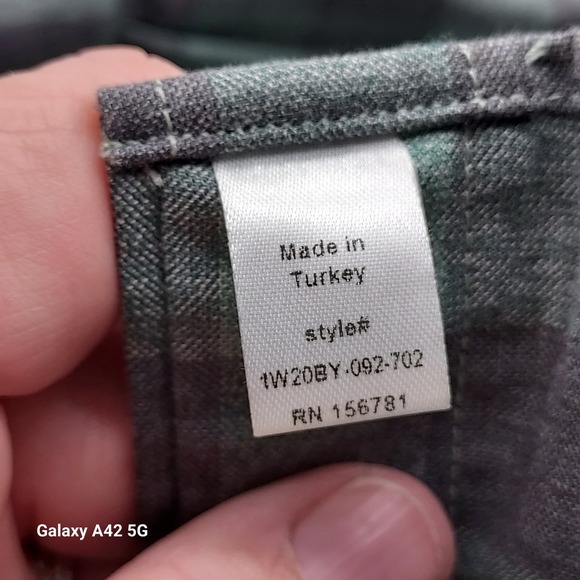 Made in
Turkey
style#
1W20BY-092-702
RN 156781
Galaxy A42 5G